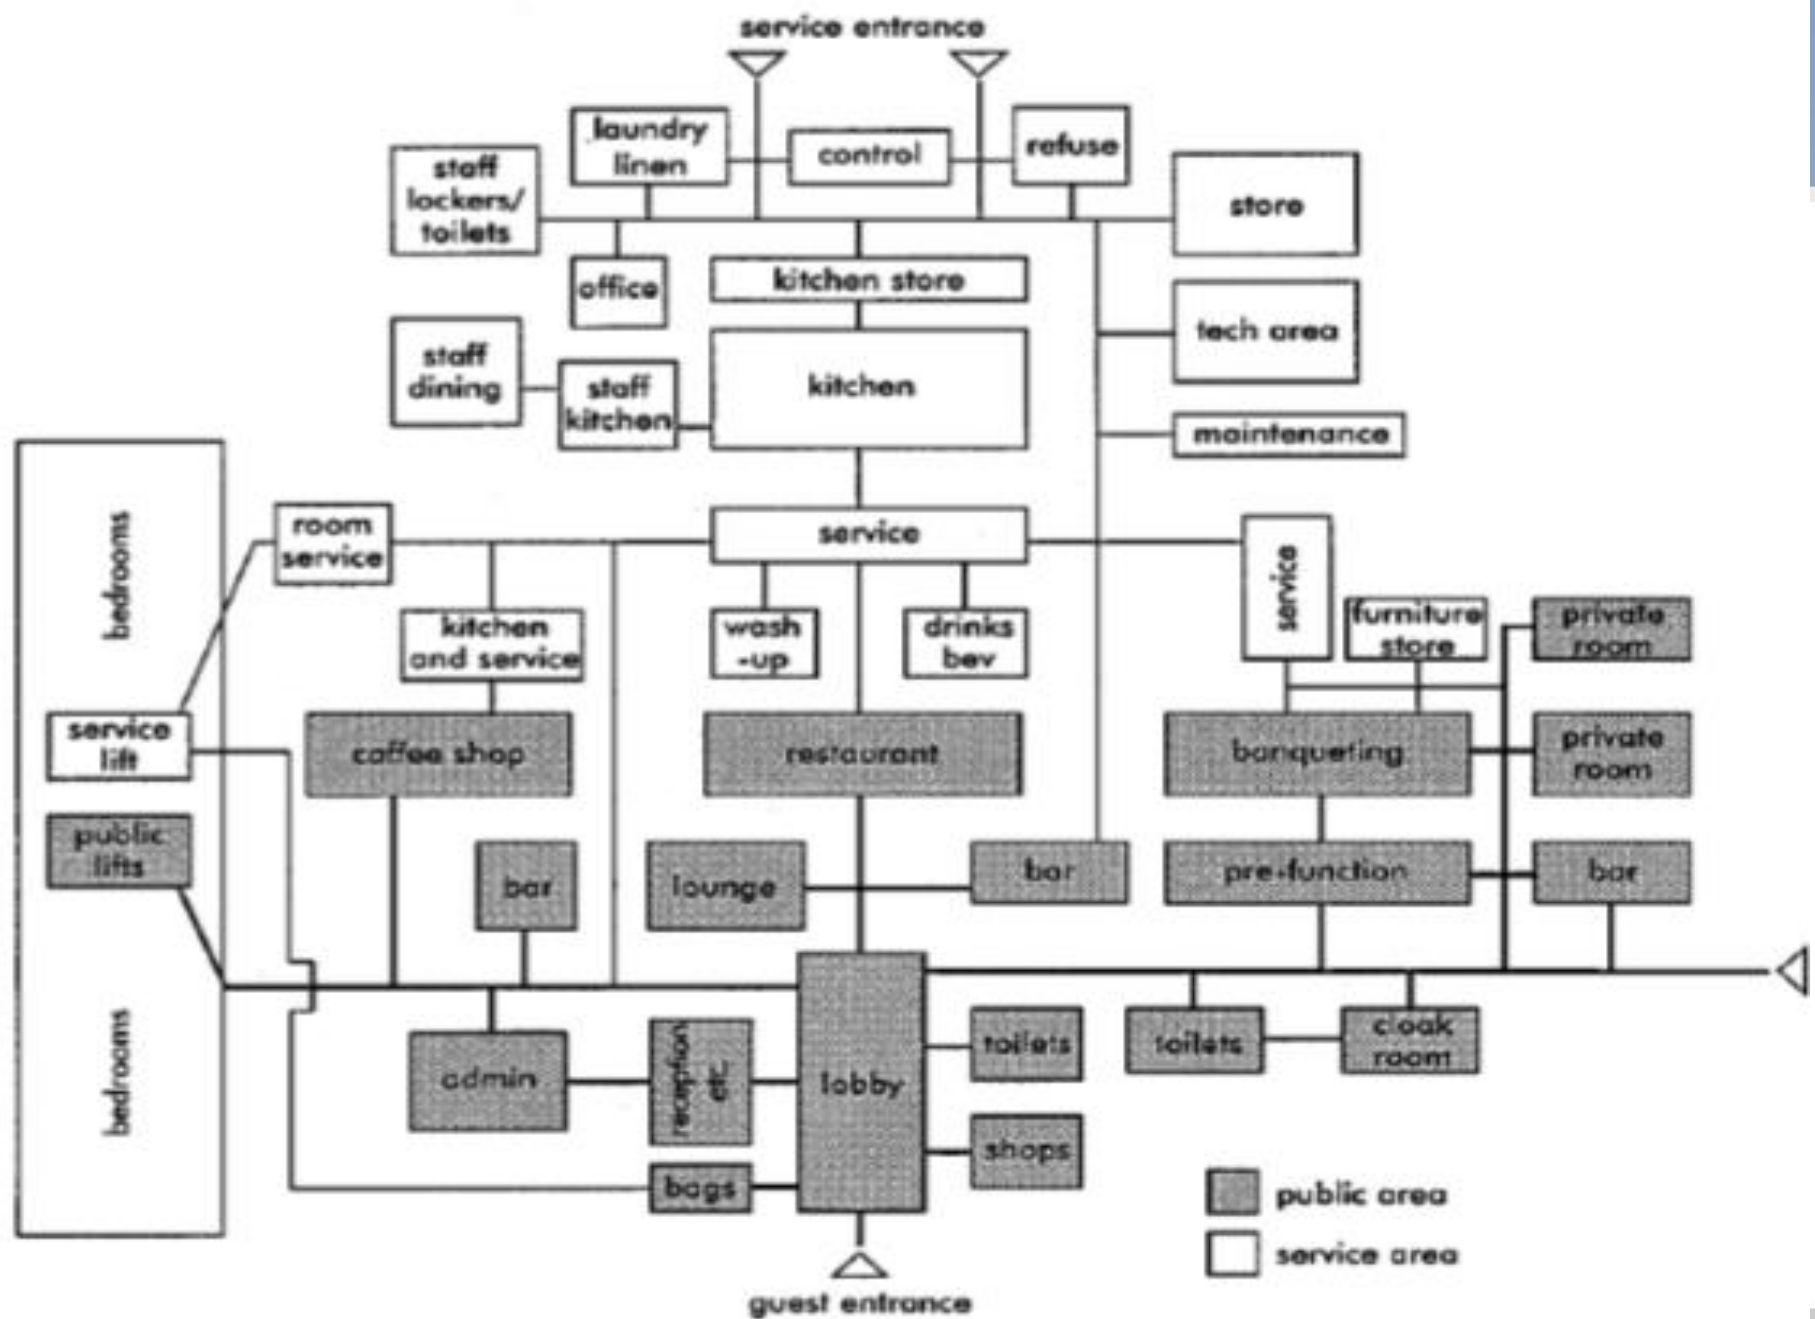 service entrance
laundry
linen
control
refuse
staff
lockers/
toilets
store
office
kitchen store
staff
dining
staff
kitchen
kitchen
tech area
maintenance
bedrooms
room
service
service
service
kitchen
and service
wash
-up
drinks
bev
furniture
store
private
room
service
lift
coffee shop
restaurant
banqueting
private
room
public
lifts
bar
lounge
bar
pre-function
bar
bedrooms
admin
reception
etc
lobby
toilets
toilets
cloak
room
shops
bags
public area
service area
guest entrance